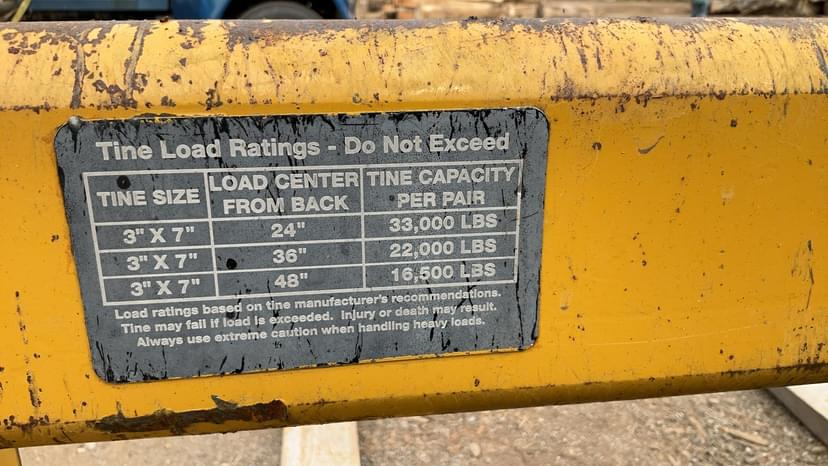 Tine Load Ratings - Do Not Exceed
TINE SIZE LOAD CENTER FROM BACK TINE CAPACITY PER PAIR
3" X 7" 24" 33,000 LBS
3" X 7" 36" 22,000 LBS
3" X 7" 48" 16,500 LBS
Load ratings based on tine manufacturer's recommendations.
Tine may fail if load is exceeded. Injury or death may result.
Always use extreme caution when handling heavy loads.